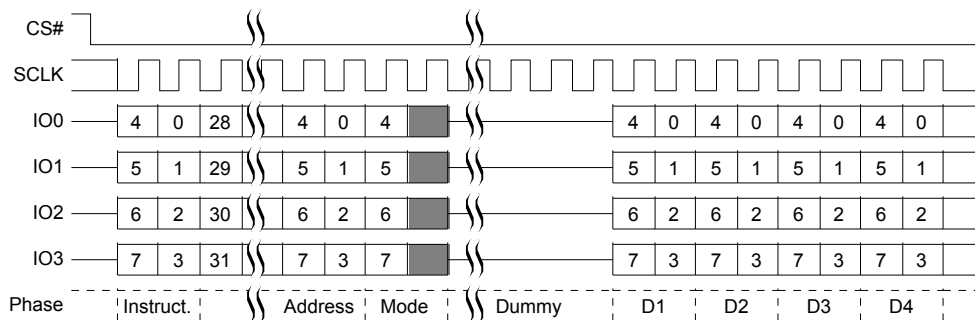 CS#
SCLK
IO0 4 0 28 4 0 4 4 0 4 0 4 0 4 0
IO1 5 1 29 5 1 5 5 1 5 1 5 1 5 1
IO2 6 2 30 6 2 6 6 2 6 2 6 2 6 2
IO3 7 3 31 7 3 7 7 3 7 3 7 3 7 3
Phase Instruct. Address Mode Dummy D1 D2 D3 D4